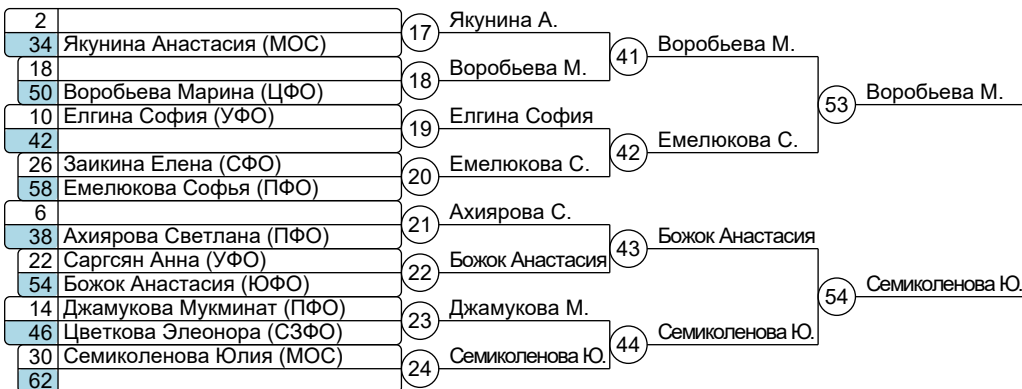 2
34 Якунина Анастасия (МОС)
18
50 Воробьева Марина (ЦФО)
10 Елгина София (УФО)
42
26 Заикина Елена (СФО)
58 Емелюкова Софья (ПФО)
6
38 Ахиярова Светлана (ПФО)
22 Саргсян Анна (УФО)
54 Божок Анастасия (ЮФО)
14 Джамукова Мукминат (ПФО)
46 Цветкова Элеонора (СЗФО)
30 Семиколенова Юлия (МОС)
62
17 Якунина А.
18 Воробьева М.
19 Елгина София
20 Емелюкова С.
21 Ахиярова С.
22 Божок Анастасия
23 Джамукова М.
24 Семиколенова Ю.
41 Воробьева М.
42 Емелюкова С.
43 Божок Анастасия
44 Семиколенова Ю.
53 Воробьева М.
54 Семиколенова Ю.